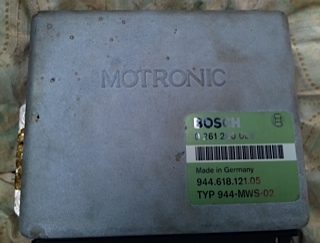 MOTRONIC
BOSCH
Made in Germany
944.618.121.05
TYP 944-MWS-02